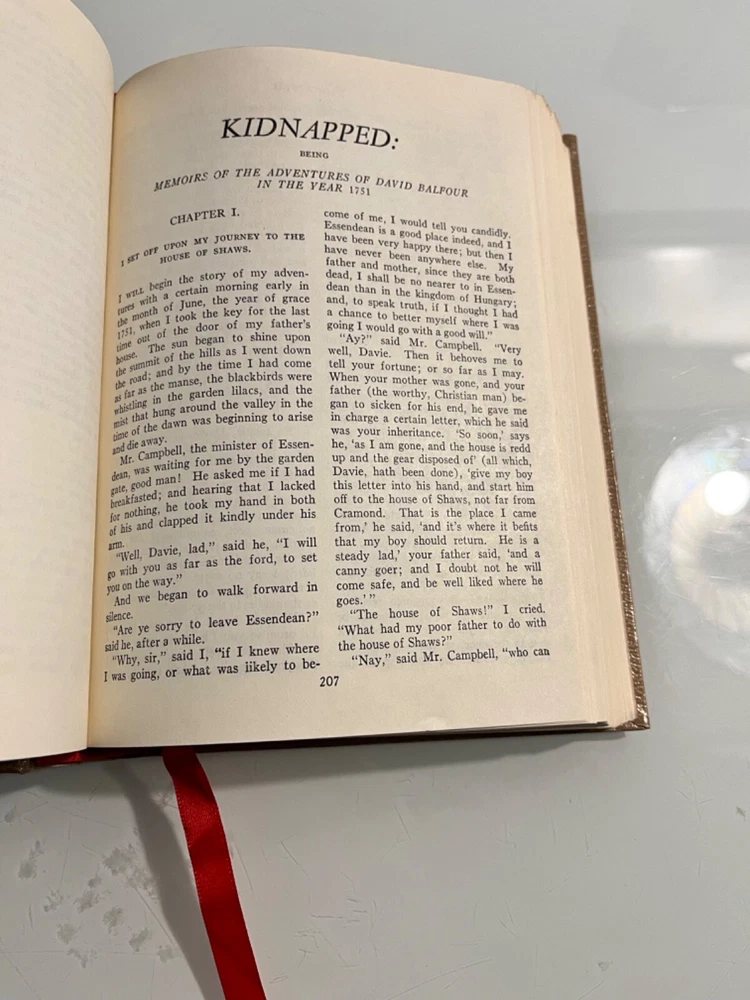 KIDNAPPED:
BEING
MEMOIRS OF THE ADVENTURES OF DAVID BALFOUR
IN THE YEAR 1751
CHAPTER I.
I SET OFF UPON MY JOURNEY TO THE
HOUSE OF SHAWS.
I WILL begin the story of my adven-
tures with a certain morning early in
the month of June, the year of grace
1751, when I took the key for the last
time out of the door of my father's
house. The sun began to shine upon
the summit of the hills as I went down
the road; and by the time I had come
as far as the manse, the blackbirds were
whistling in the garden lilacs, and the
mist that hung around the valley in the
time of the dawn was beginning to arise
and die away.
Mr. Campbell, the minister of Essen-
dean, was waiting for me by the garden
gate, good man! He asked me if I had
breakfasted; and hearing that I lacked
for nothing, he took my hand in both
of his and clapped it kindly under his
arm.
"Well, Davie, lad," said he, "I will
go with you as far as the ford, to set
you on the way."
And we began to walk forward in
silence.
"Are ye sorry to leave Essendean?"
said he, after a while.
"Why, sir," said I, "if I knew where
I was going, or what was likely to be-
come of me, I would tell you candidly.
Essendean is a good place indeed, and I
have been very happy there; but then I
have never been anywhere else. My
father and mother, since they are both
dead, I shall be no nearer to in Essen-
dean than in the kingdom of Hungary;
and, to speak truth, if I thought I had
a chance to better myself where I was
going I would go with a good will."
"Ay?" said Mr. Campbell. "Very
well, Davie. Then it behoves me to
tell your fortune; or so far as I may.
When your mother was gone, and your
father (the worthy, Christian man) be-
gan to sicken for his end, he gave me
in charge a certain letter, which he said
was your inheritance. 'So soon,' says
he, 'as I am gone, and the house is redd
up and the gear disposed of' (all which,
Davie, hath been done), 'give my boy
this letter into his hand, and start him
off to the house of Shaws, not far from
Cramond. That is the place I came
from,' he said, 'and it's where it befits
that my boy should return. He is a
steady lad,' your father said, 'and a
canny goer; and I doubt not he will
come safe, and be well liked where he
goes.'"
"The house of Shaws!" I cried.
"What had my poor father to do with
the house of Shaws?"
"Nay," said Mr. Campbell, "who can
207